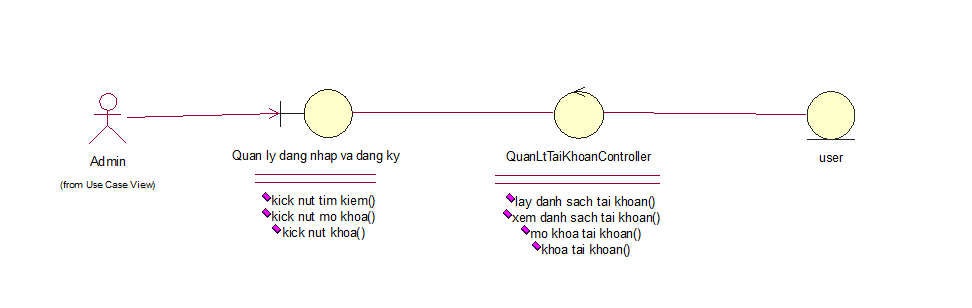 Admin
(from Use Case View)
Quan ly dang nhap va dang ky
kick nut tim kiem()
kick nut mo khoa()
kick nut khoa()
QuanLtTaiKhoanController
lay danh sach tai khoan()
xem danh sach tai khoan()
mo khoa tai khoan()
khoa tai khoan()
user